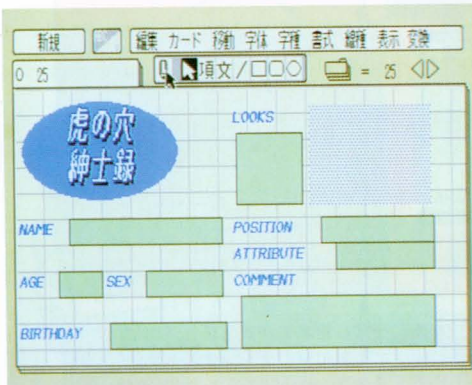 新規 編集 カード 移動 字体 字種 書式 線種 表示 変換
0 25 項文/□□○ = 25
虎の穴
紳士録
LOOKS
NAME
POSITION
ATTRIBUTE
AGE SEX
COMMENT
BIRTHDAY